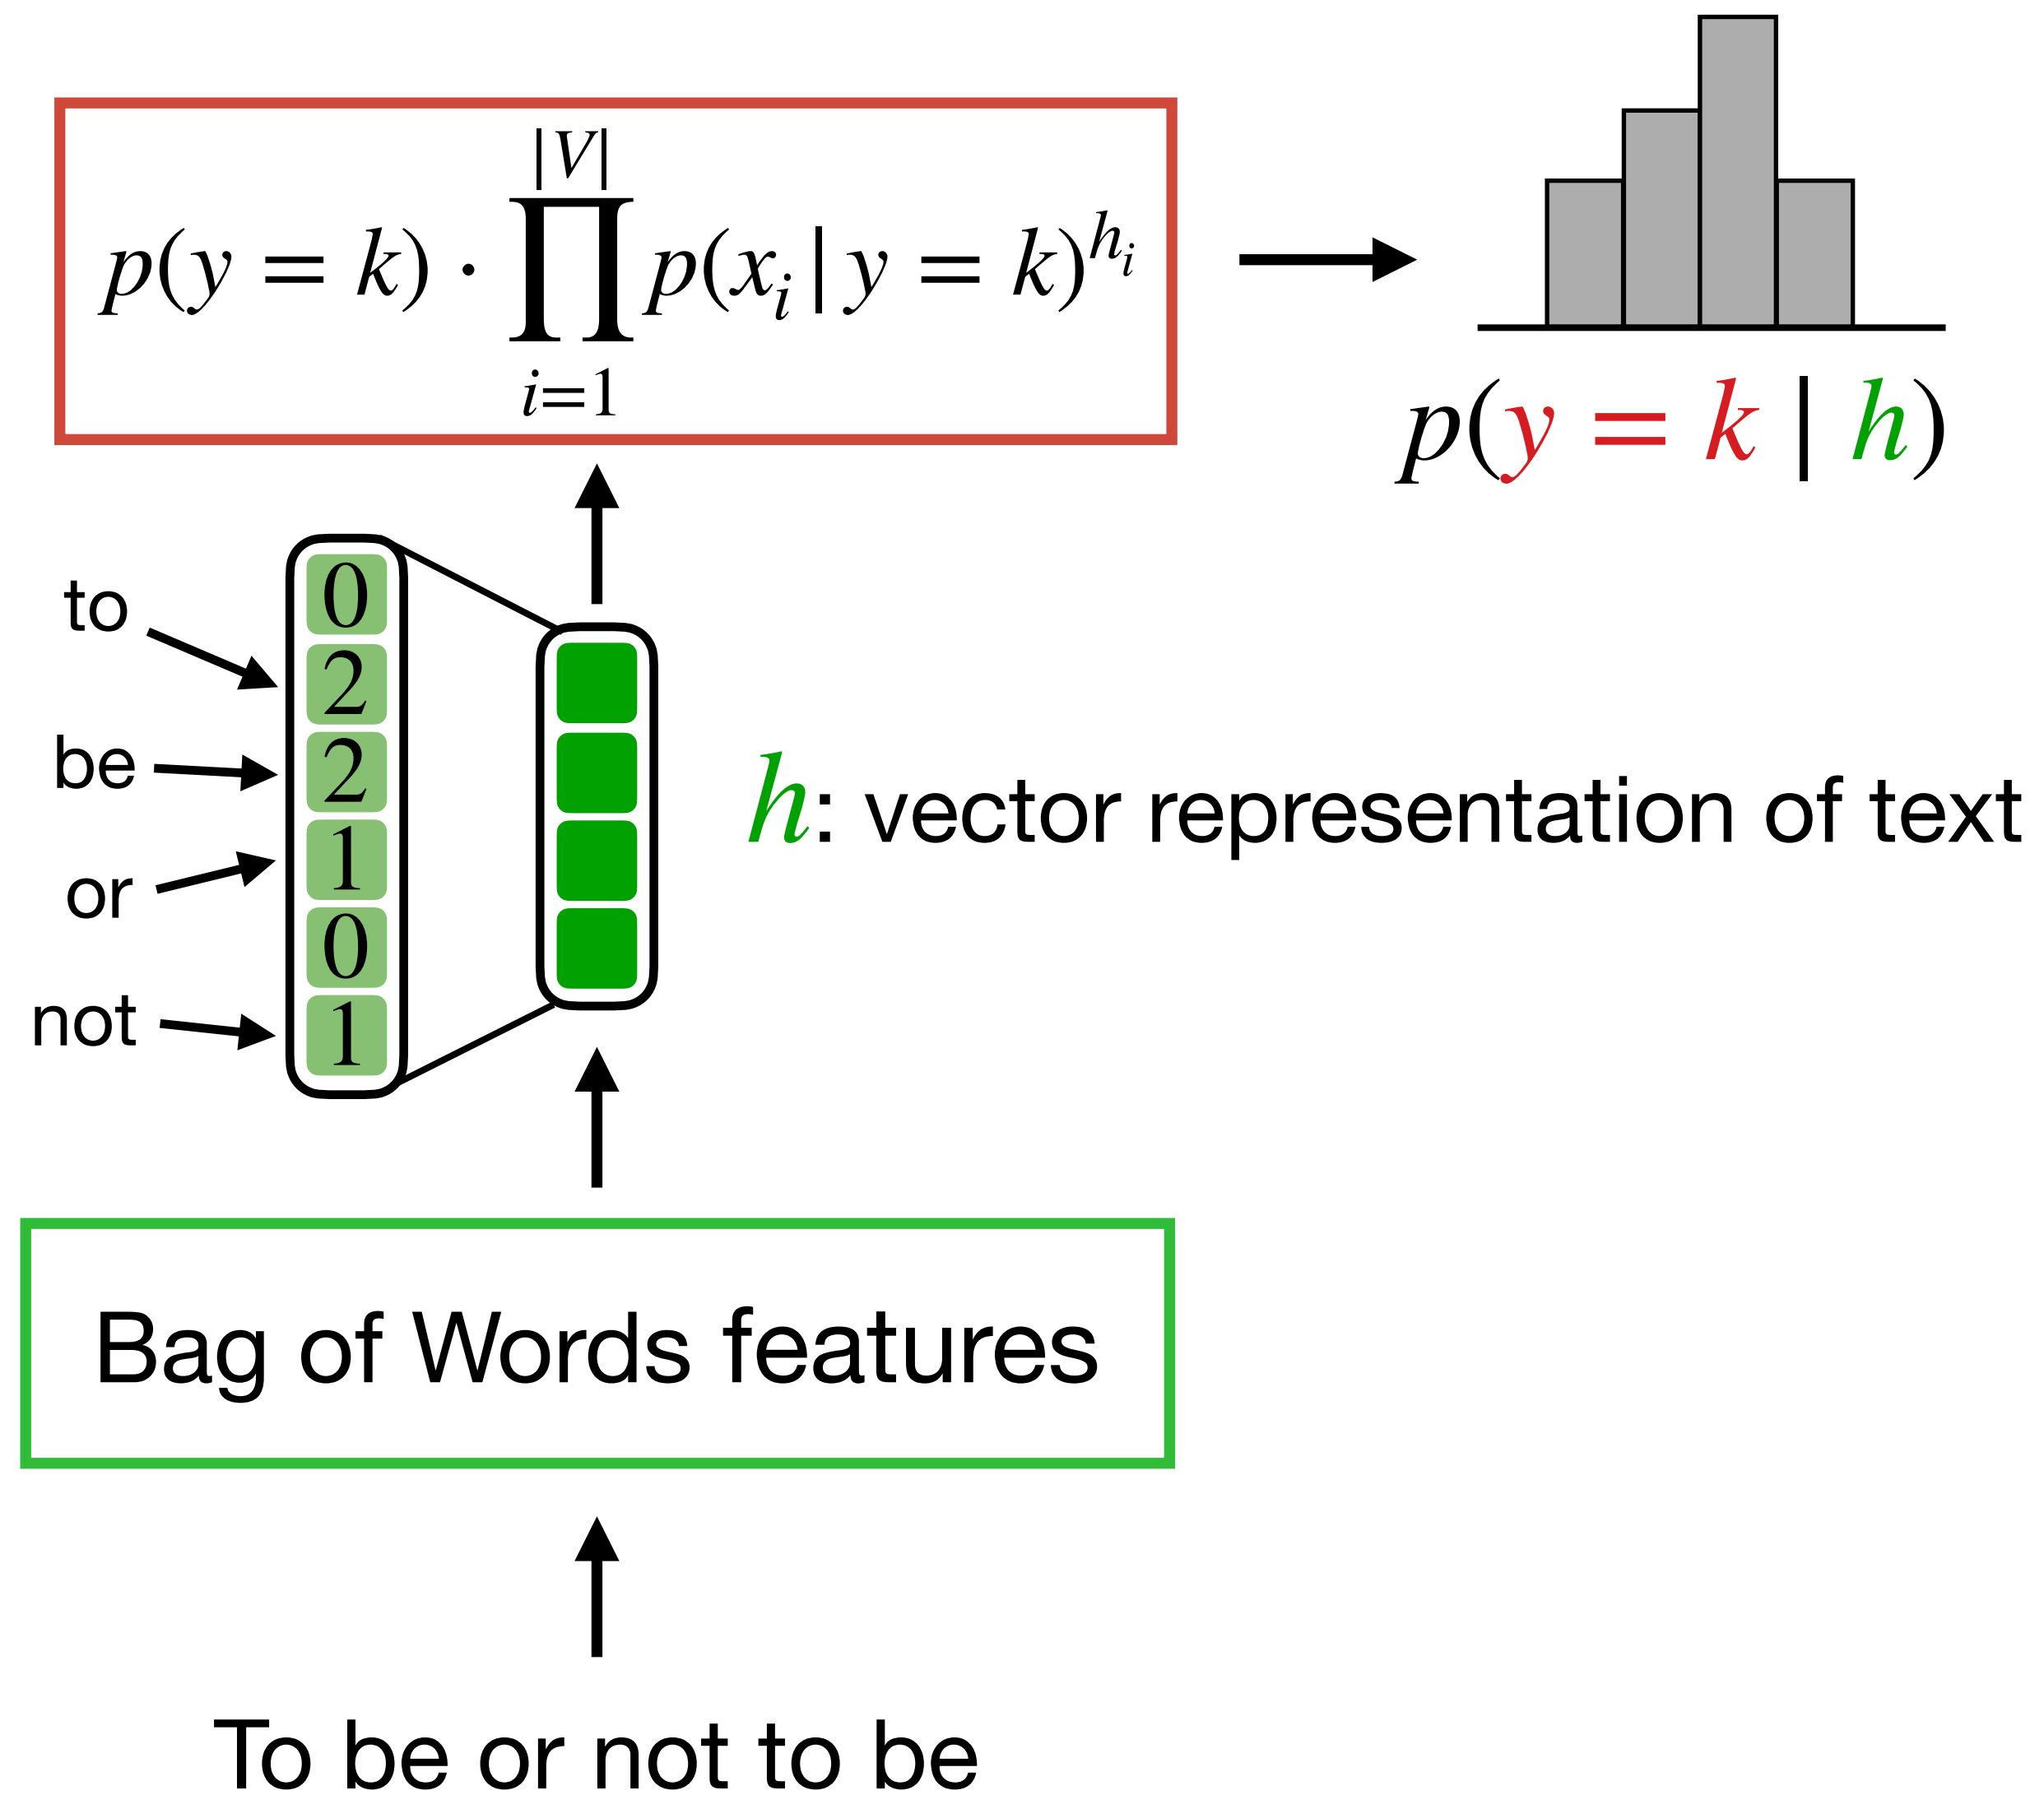 p(y = k) · ∏_{i=1}^{|V|} p(x_i | y = k)^{h_i}
p(y = k | h)
to
be
or
not
0
2
2
1
0
1
h: vector representation of text
Bag of Words features
To be or not to be